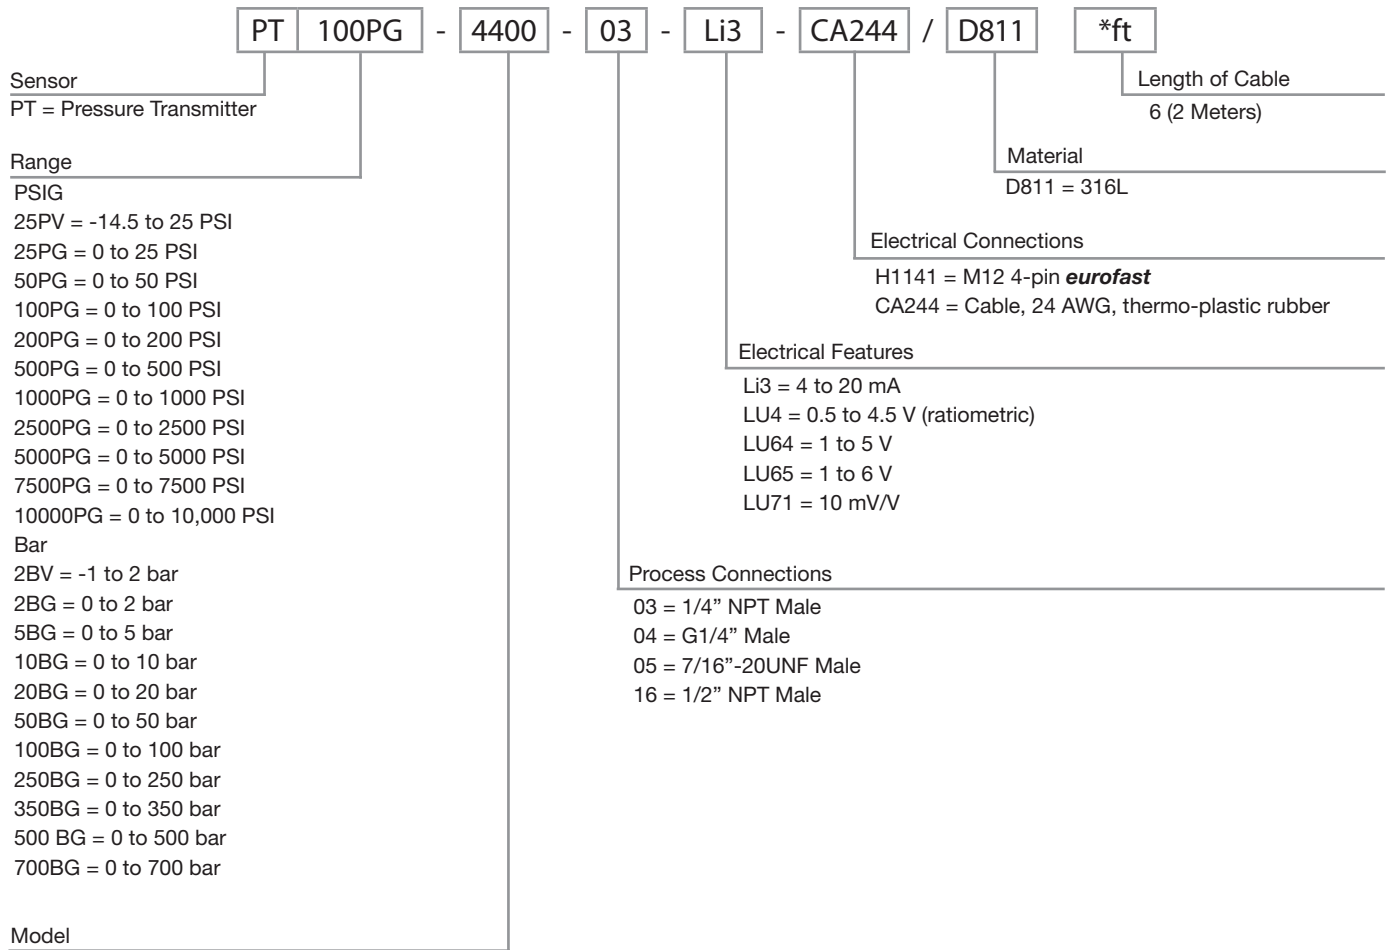 PT 100PG - 4400 - 03 - Li3 - CA244 / D811 *ft
Sensor
PT = Pressure Transmitter
Range
PSIG
25PV = -14.5 to 25 PSI
25PG = 0 to 25 PSI
50PG = 0 to 50 PSI
100PG = 0 to 100 PSI
200PG = 0 to 200 PSI
500PG = 0 to 500 PSI
1000PG = 0 to 1000 PSI
2500PG = 0 to 2500 PSI
5000PG = 0 to 5000 PSI
7500PG = 0 to 7500 PSI
10000PG = 0 to 10,000 PSI
Bar
2BV = -1 to 2 bar
2BG = 0 to 2 bar
5BG = 0 to 5 bar
10BG = 0 to 10 bar
20BG = 0 to 20 bar
50BG = 0 to 50 bar
100BG = 0 to 100 bar
250BG = 0 to 250 bar
350BG = 0 to 350 bar
500 BG = 0 to 500 bar
700BG = 0 to 700 bar
Model
Process Connections
03 = 1/4” NPT Male
04 = G1/4” Male
05 = 7/16”-20UNF Male
16 = 1/2” NPT Male
Electrical Features
Li3 = 4 to 20 mA
LU4 = 0.5 to 4.5 V (ratiometric)
LU64 = 1 to 5 V
LU65 = 1 to 6 V
LU71 = 10 mV/V
Electrical Connections
H1141 = M12 4-pin eurofast
CA244 = Cable, 24 AWG, thermo-plastic rubber
Material
D811 = 316L
Length of Cable
6 (2 Meters)